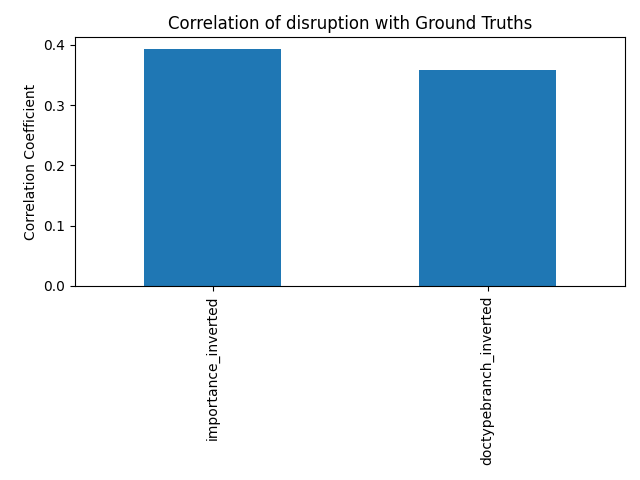 Correlation of disruption with Ground Truths
Correlation Coefficient
0.4
0.3
0.2
0.1
0.0
importance_inverted
doctypebranch_inverted